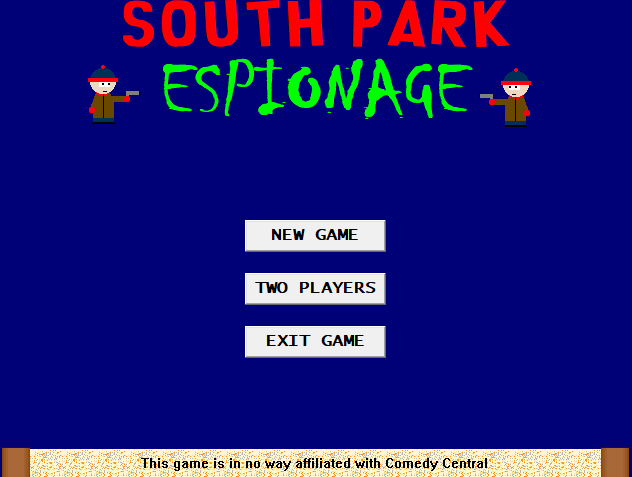 SOUTH PARK
ESPIONAGE
NEW GAME
TWO PLAYERS
EXIT GAME
This game is in no way affiliated with Comedy Central